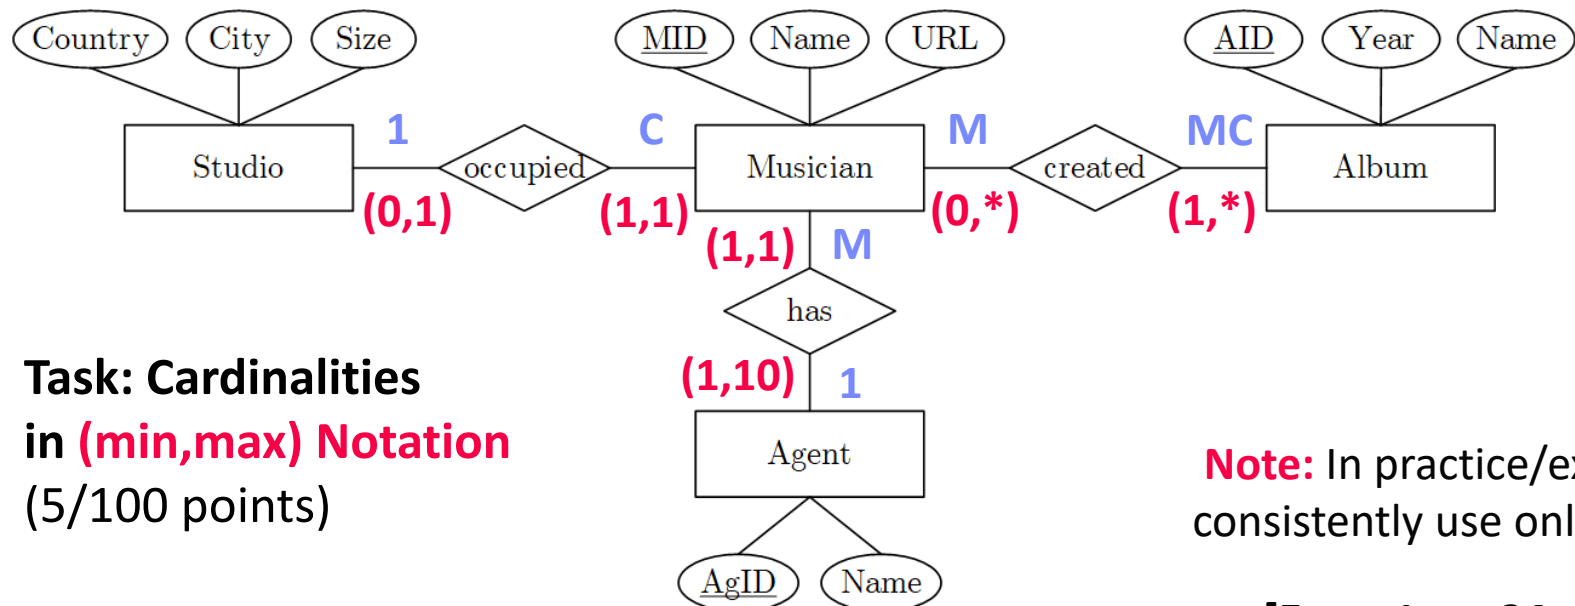 Country City Size MID Name URL AID Year Name
1 C M MC
Studio occupied Musician created Album
(0,1) (1,1) (0,*) (1,*)
(1,1) M
has
(1,10) 1
Agent
AgID Name
Task: Cardinalities
in (min,max) Notation
(5/100 points)
Note: In practice/
consistently use